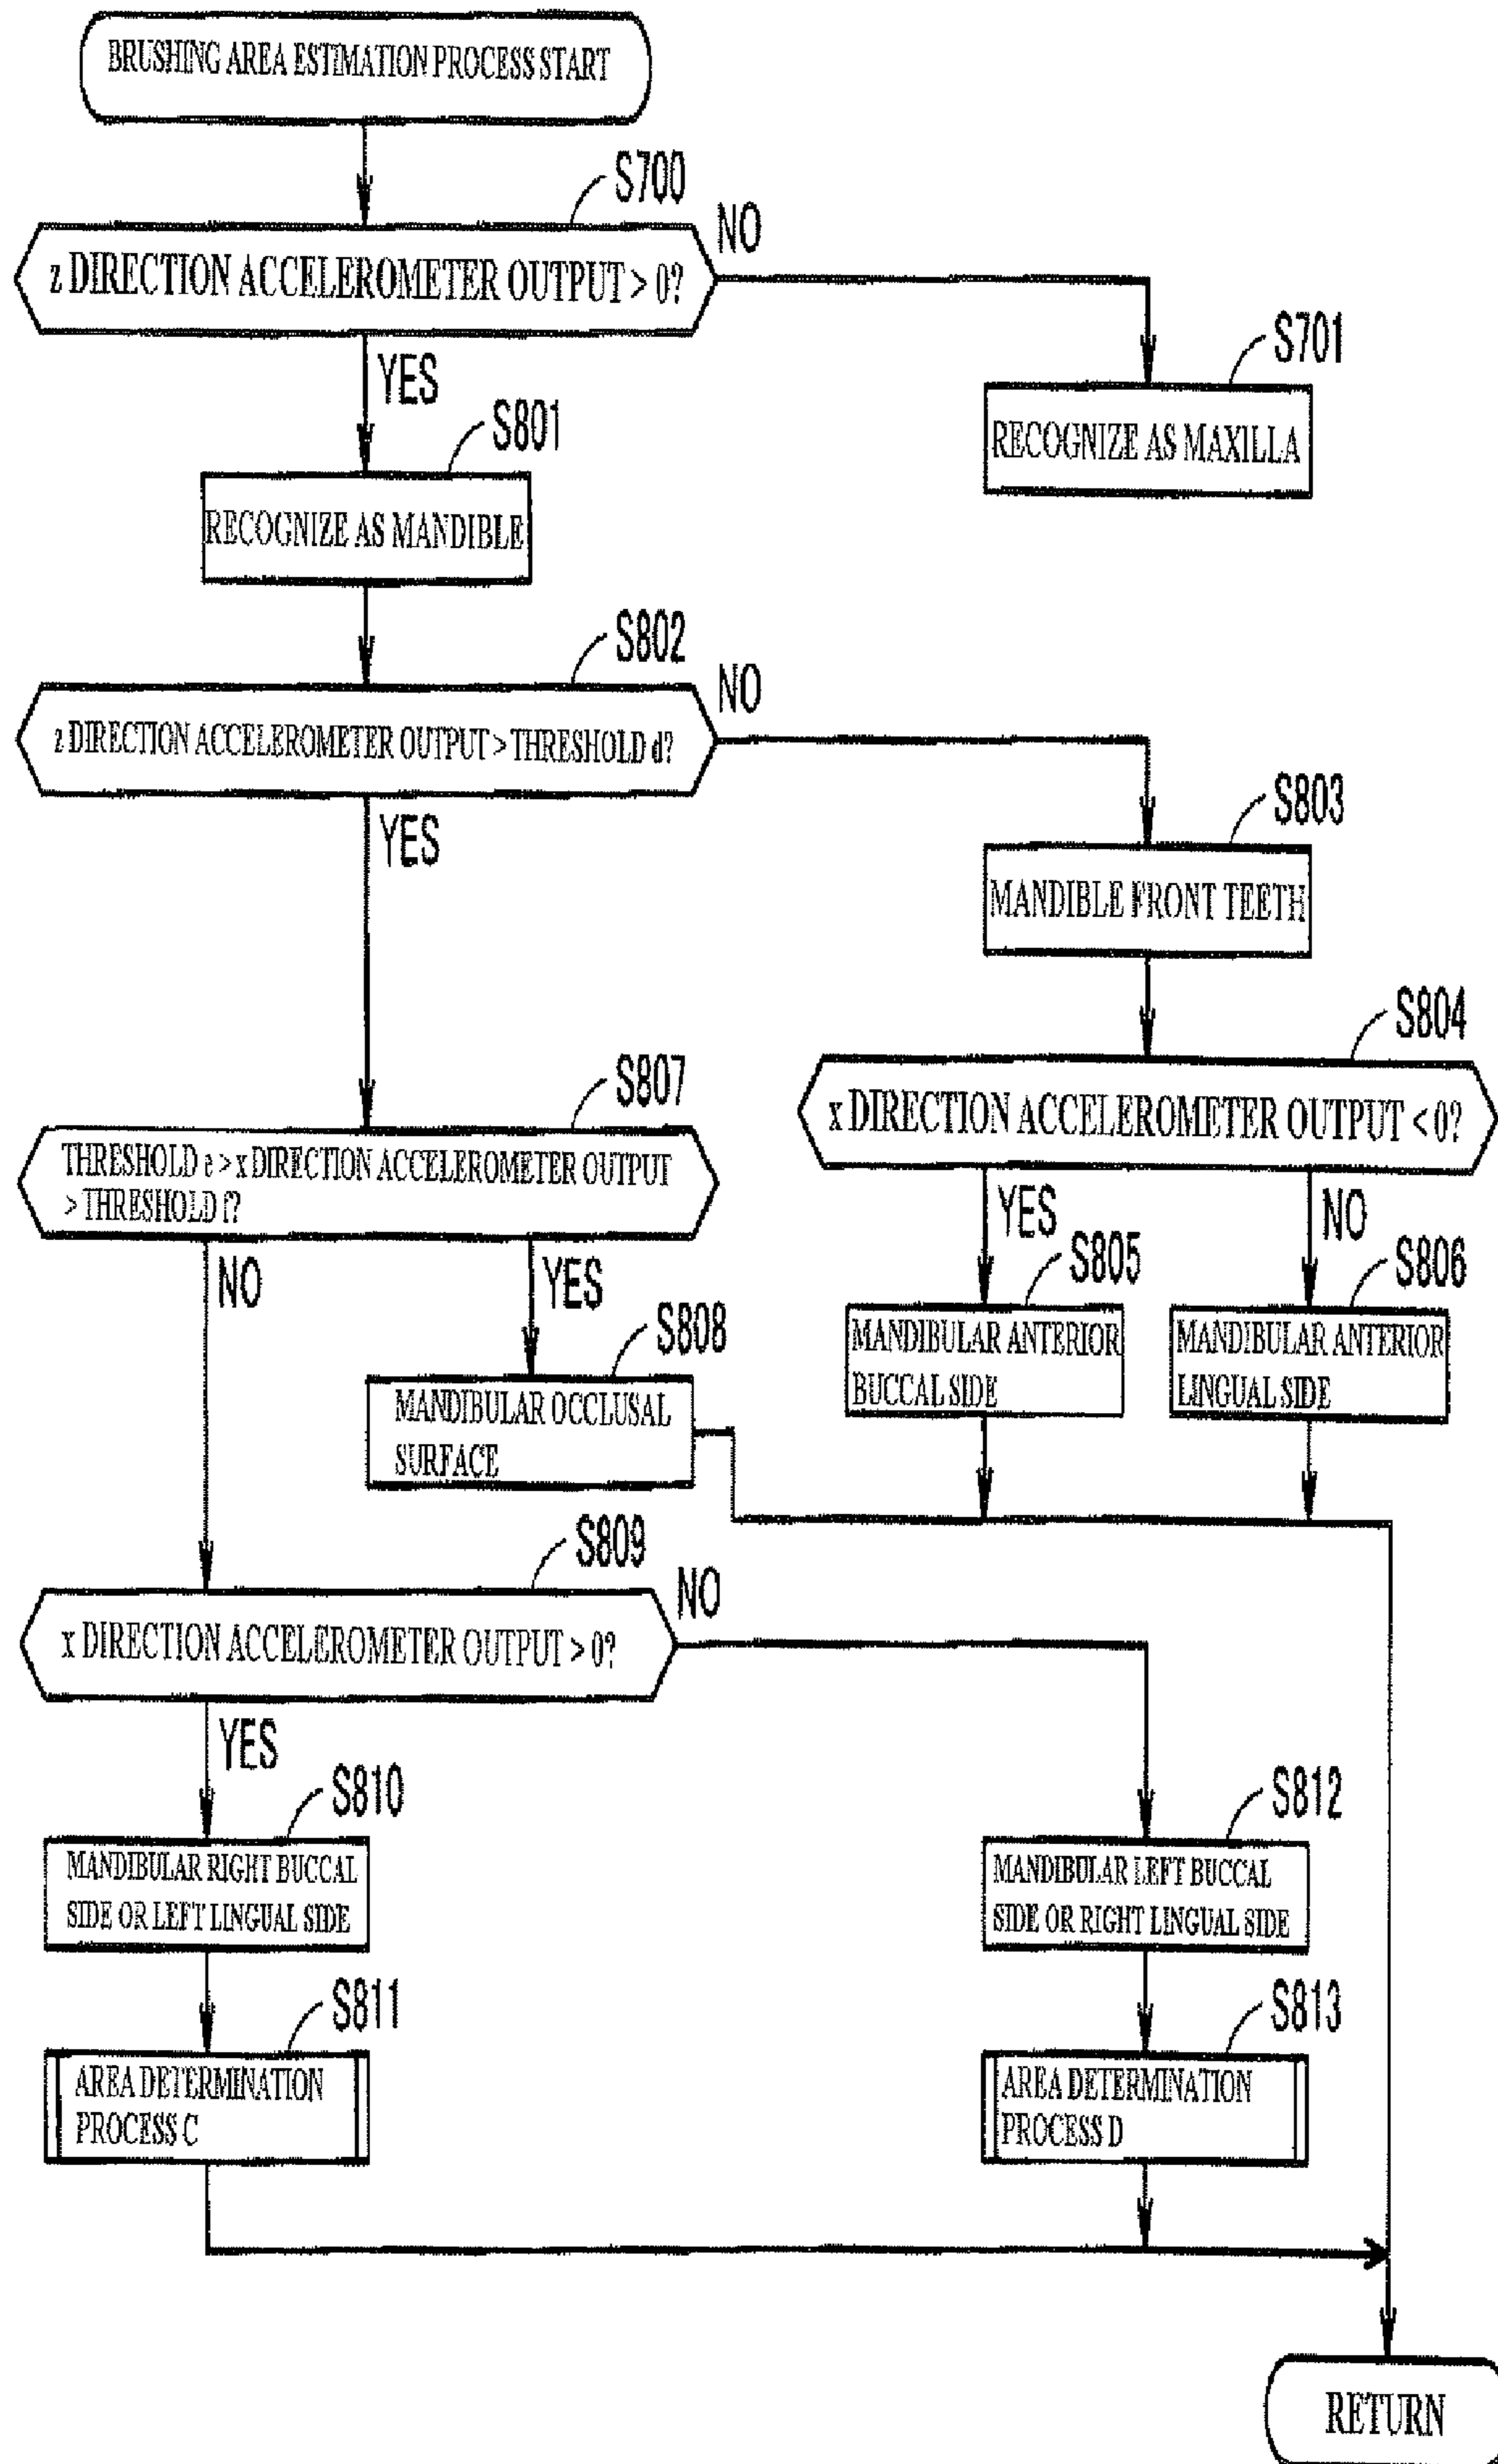 BRUSHING AREA ESTIMATION PROCESS START
S700
z DIRECTION ACCELEROMETER OUTPUT > 0?
NO
YES
S701
RECOGNIZE AS MAXILLA
S801
RECOGNIZE AS MANDIBLE
S802
z DIRECTION ACCELEROMETER OUTPUT > THRESHOLD d?
NO
YES
S803
MANDIBLE FRONT TEETH
S804
x DIRECTION ACCELEROMETER OUTPUT < 0?
YES
NO
S805
MANDIBULAR ANTERIOR
BUCCAL SIDE
S806
MANDIBULAR ANTERIOR
LINGUAL SIDE
S807
THRESHOLD e > x DIRECTION ACCELEROMETER OUTPUT
> THRESHOLD f?
NO
YES
S808
MANDIBULAR OCCLUSAL
SURFACE
S809
x DIRECTION ACCELEROMETER OUTPUT > 0?
NO
YES
S810
MANDIBULAR RIGHT BUCCAL
SIDE OR LEFT LINGUAL SIDE
S812
MANDIBULAR LEFT BUCCAL
SIDE OR RIGHT LINGUAL SIDE
S811
AREA DETERMINATION
PROCESS C
S813
AREA DETERMINATION
PROCESS D
RETURN